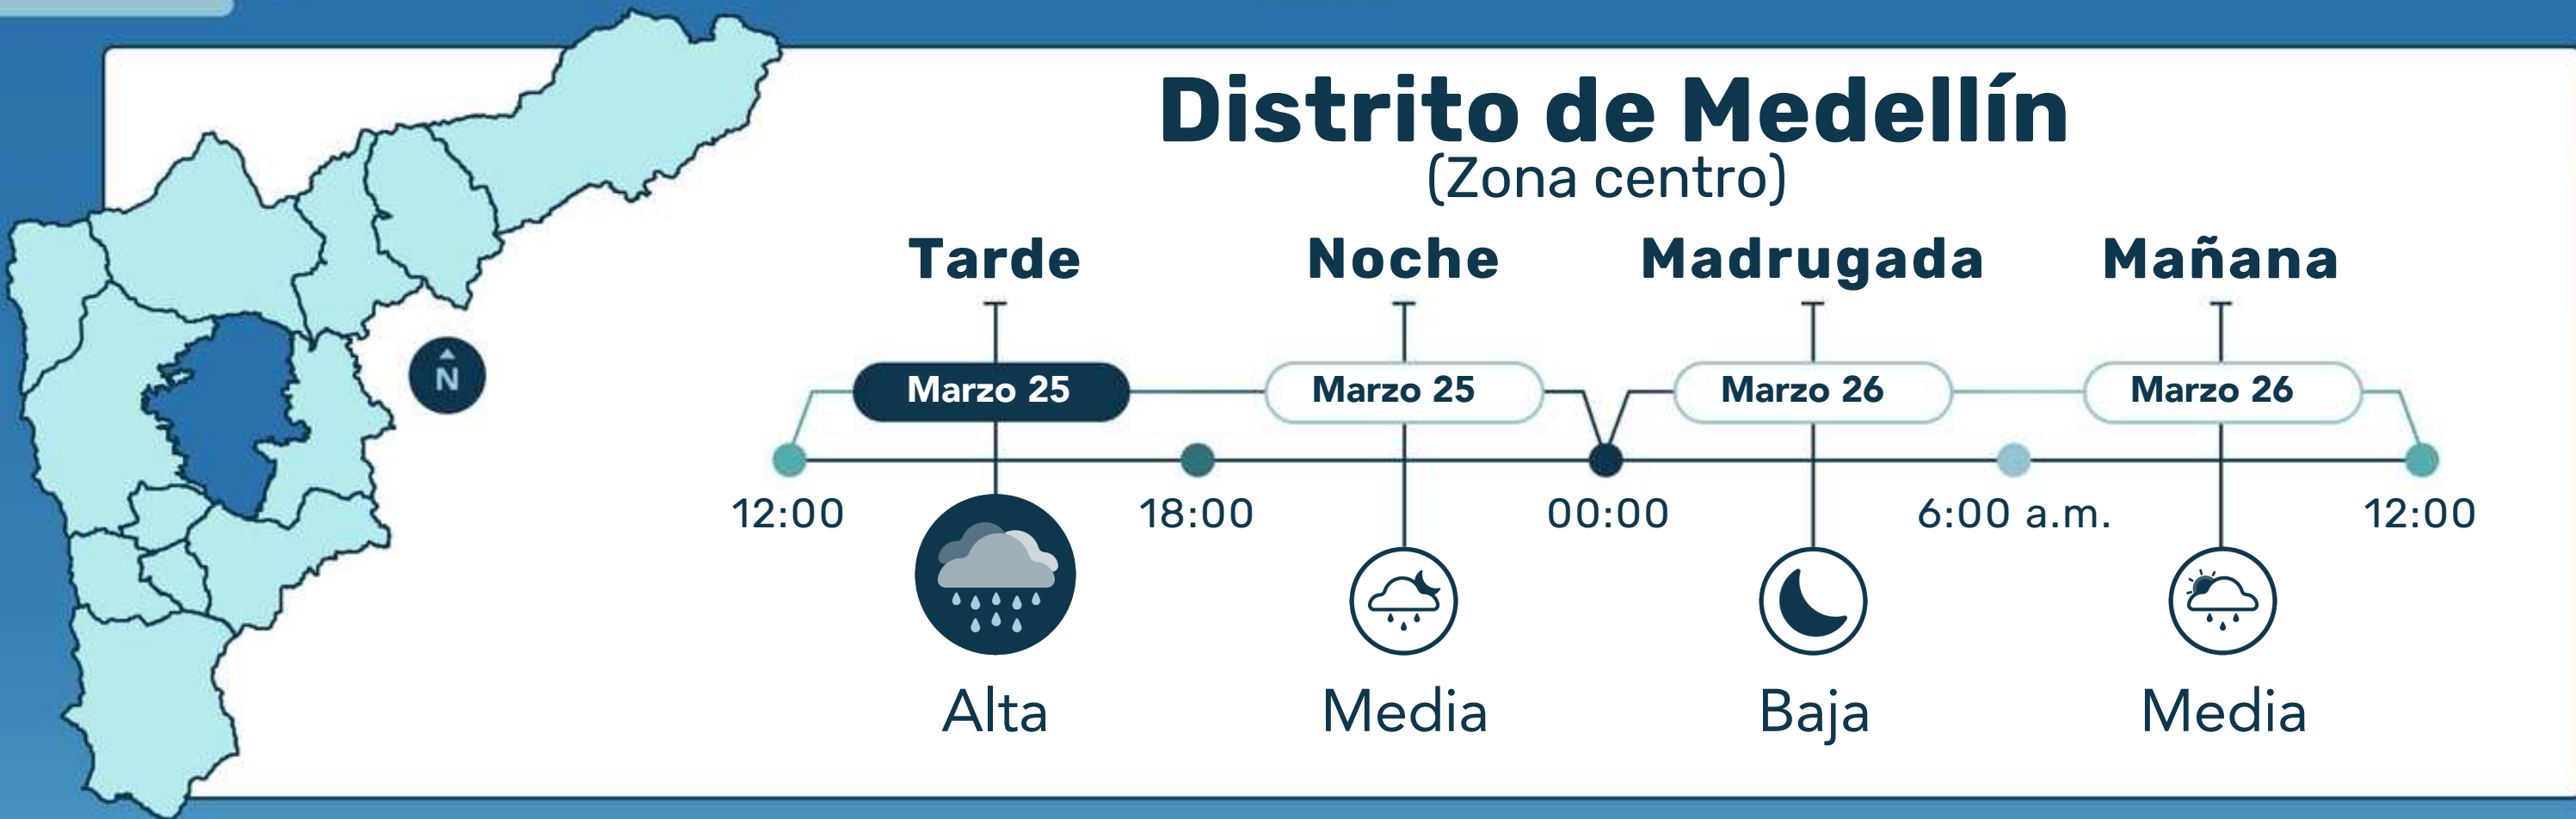 Distrito de Medellín
(Zona centro)
Tarde Noche Madrugada Mañana
Marzo 25 Marzo 25 Marzo 26 Marzo 26
N
12:00 18:00 00:00 6:00 a.m. 12:00
Alta Media Baja Media